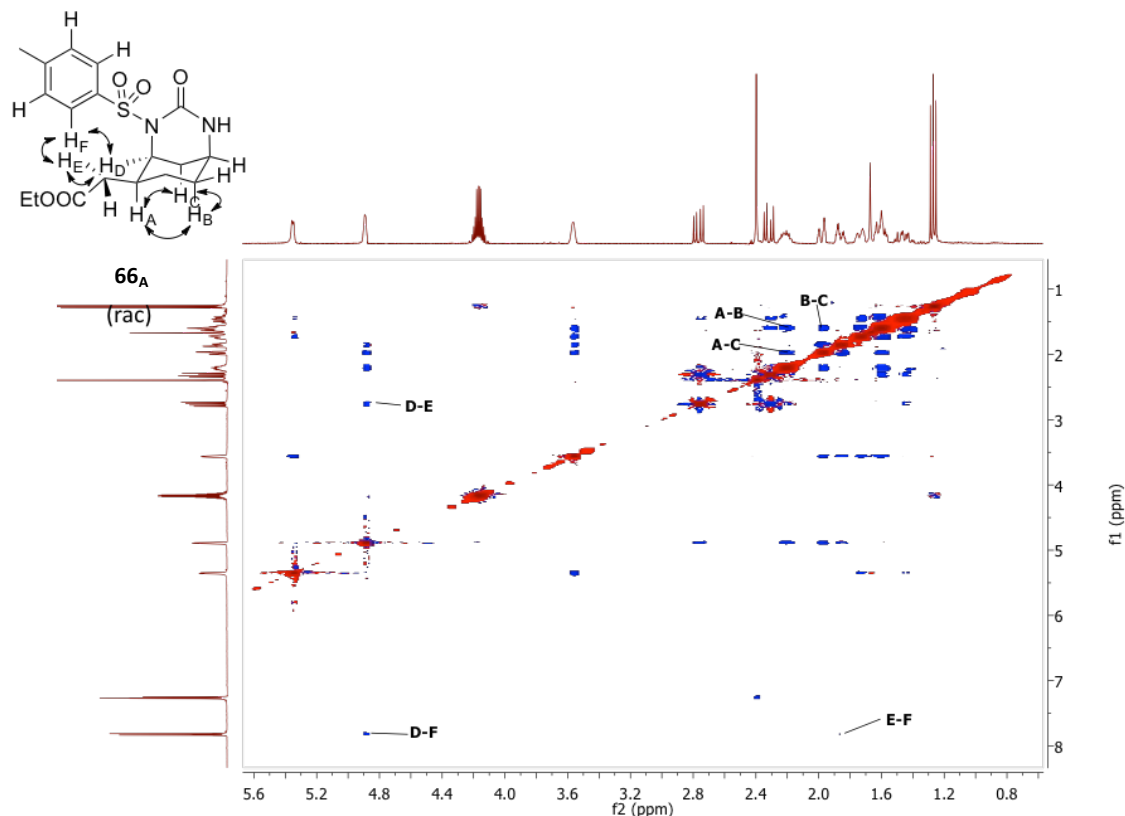 H
H
O
O
O
S
N
NH
H
H
H_F
H_E
H_D
H
EtOOC
H
H
H
C
H_A
H_B
66_A
(rac)
B-C
A-B
A-C
D-E
D-F
E-F
1
2
3
4
5
6
7
8
f1 (ppm)
5.6 5.2 4.8 4.4 4.0 3.6 3.2 2.8 2.4 2.0 1.6 1.2 0.8
f2 (ppm)